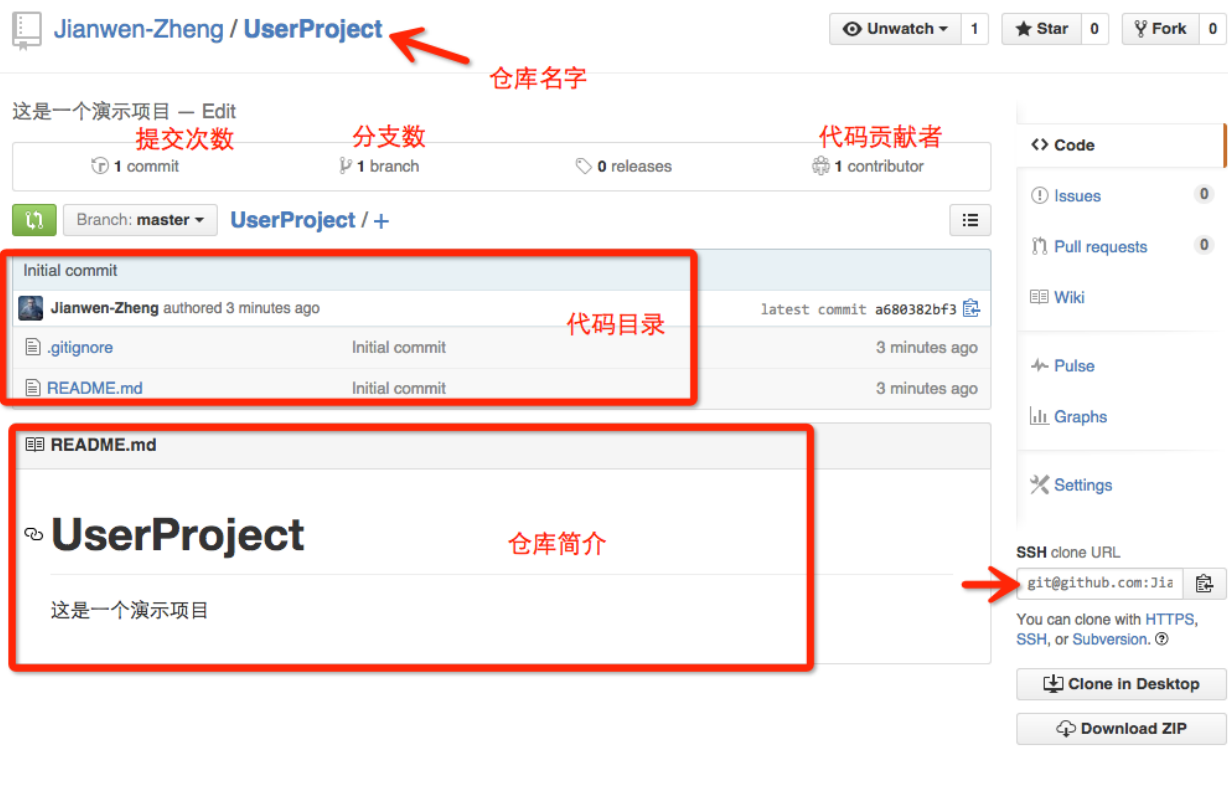 Jianwen-Zheng / UserProject
Unwatch 1
Star 0
Fork 0
仓库名字
这是一个演示项目 — Edit
提交次数
分支数
代码贡献者
1 commit
1 branch
0 releases
1 contributor
Branch: master
UserProject / +
Initial commit
Jianwen-Zheng authored 3 minutes ago
latest commit a680382bf3
代码目录
.gitignore Initial commit 3 minutes ago
README.md Initial commit 3 minutes ago
README.md
UserProject
仓库简介
这是一个演示项目
Code
Issues 0
Pull requests 0
Wiki
Pulse
Graphs
Settings
SSH clone URL
git@github.com:Jia
You can clone with HTTPS,
SSH, or Subversion.
Clone in Desktop
Download ZIP